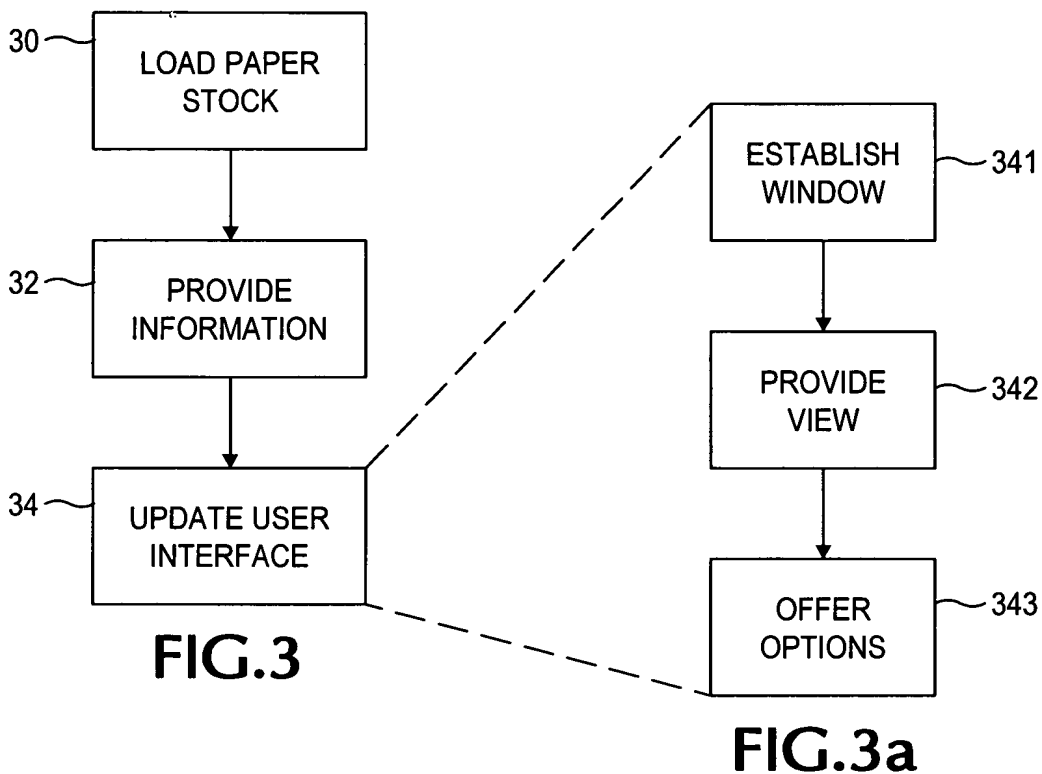 30
LOAD PAPER
STOCK
32
PROVIDE
INFORMATION
34
UPDATE USER
INTERFACE
FIG.3
ESTABLISH
WINDOW
341
PROVIDE
VIEW
342
OFFER
OPTIONS
343
FIG.3a